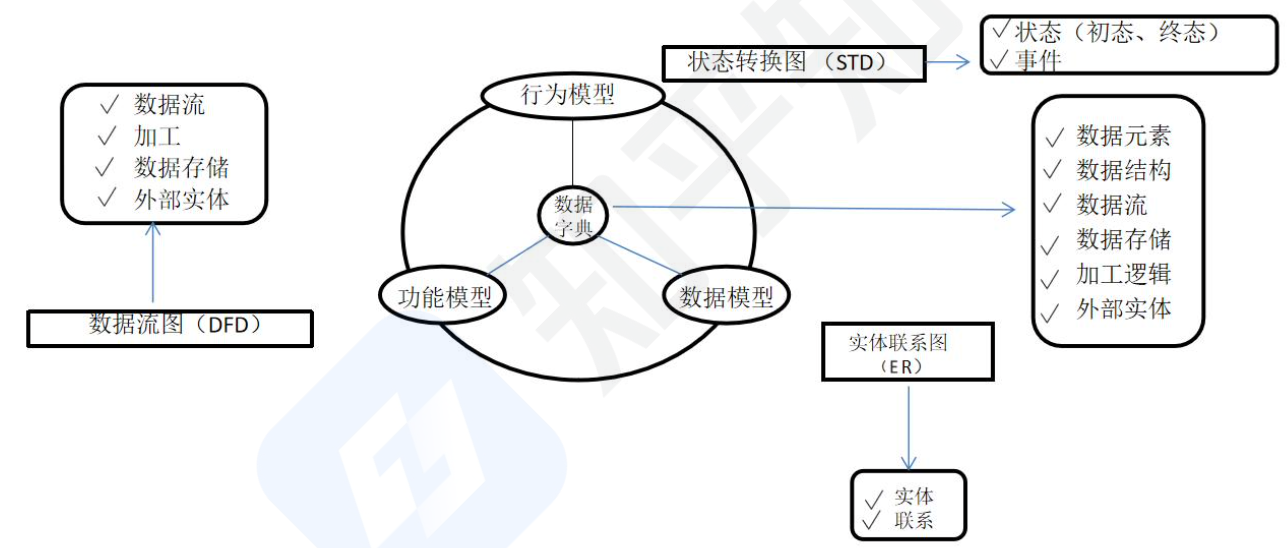 状态转换图（STD）
✓状态（初态、终态）
✓事件
行为模型
✓ 数据流
✓ 加工
✓ 数据存储
✓ 外部实体
数据流图（DFD）
数据
字典
功能模型
数据模型
✓ 数据元素
✓ 数据结构
✓ 数据流
✓ 数据存储
✓ 加工逻辑
✓ 外部实体
实体联系图
（ER）
✓ 实体
✓ 联系
知乎知